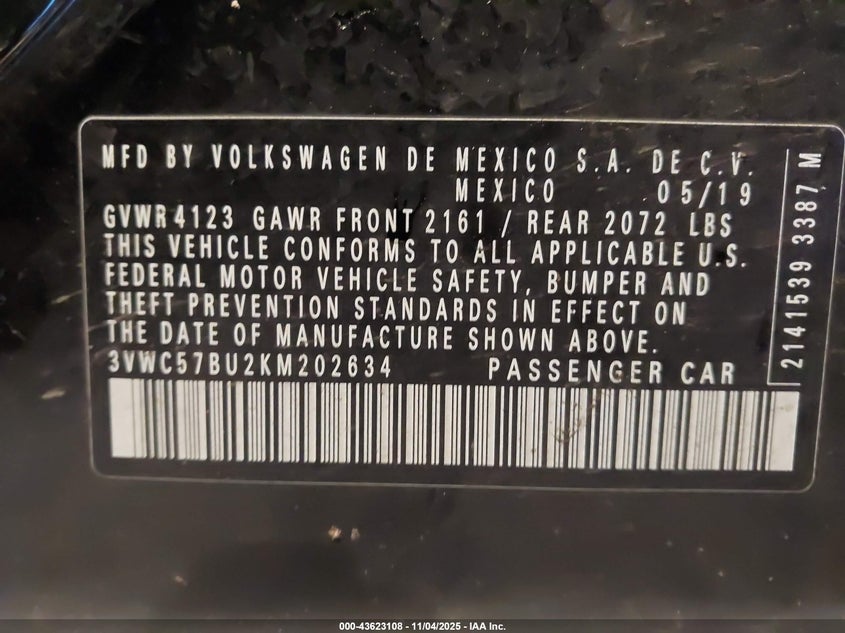 MFD BY VOLKSWAGEN DE MEXICO S.A. DE C.V.
MEXICO 05/19
GVWR 4123 GAWR FRONT 2161 / REAR 2072 LBS
THIS VEHICLE CONFORMS TO ALL APPLICABLE U.S.
FEDERAL MOTOR VEHICLE SAFETY, BUMPER AND
THEFT PREVENTION STANDARDS IN EFFECT ON
THE DATE OF MANUFACTURE SHOWN ABOVE.
3VWC57BU2KM202634 PASSENGER CAR
2141539 3387 M
000-43623108 - 11/04/2025 - IAA Inc.